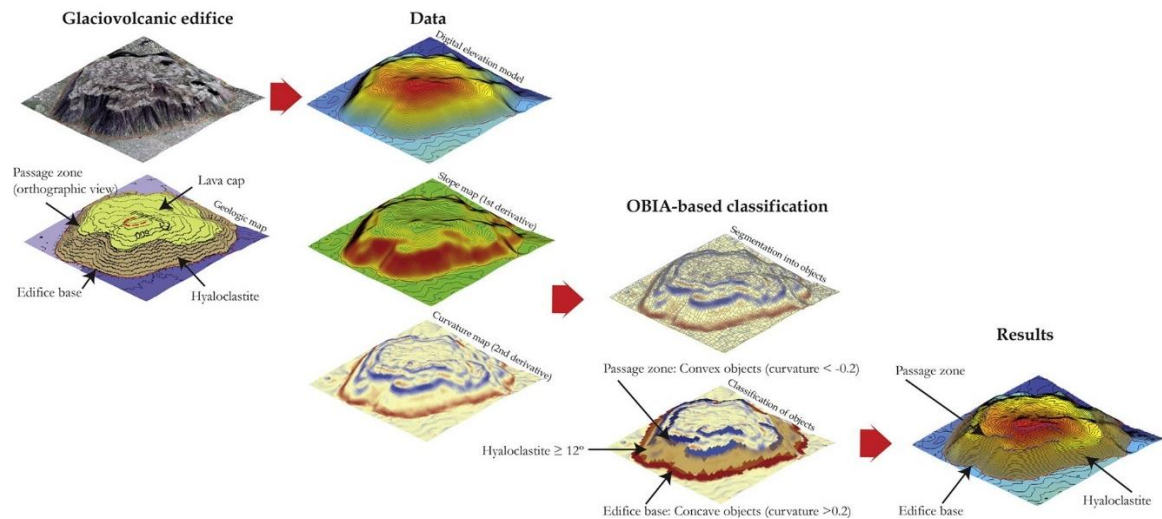 Glaciovolcanic edifice
Passage zone
(orthographic view)
Lava cap
Geologic map
Edifice base
Hyaloclastite
Data
Digital elevation model
Slope map (1st derivative)
Curvature map (2nd derivative)
OBIA-based classification
Segmentation into objects
Passage zone: Convex objects (curvature < -0.2)
Classification of objects
Hyaloclastite ≥ 12º
Edifice base: Concave objects (curvature >0.2)
Results
Passage zone
Edifice base
Hyaloclastite